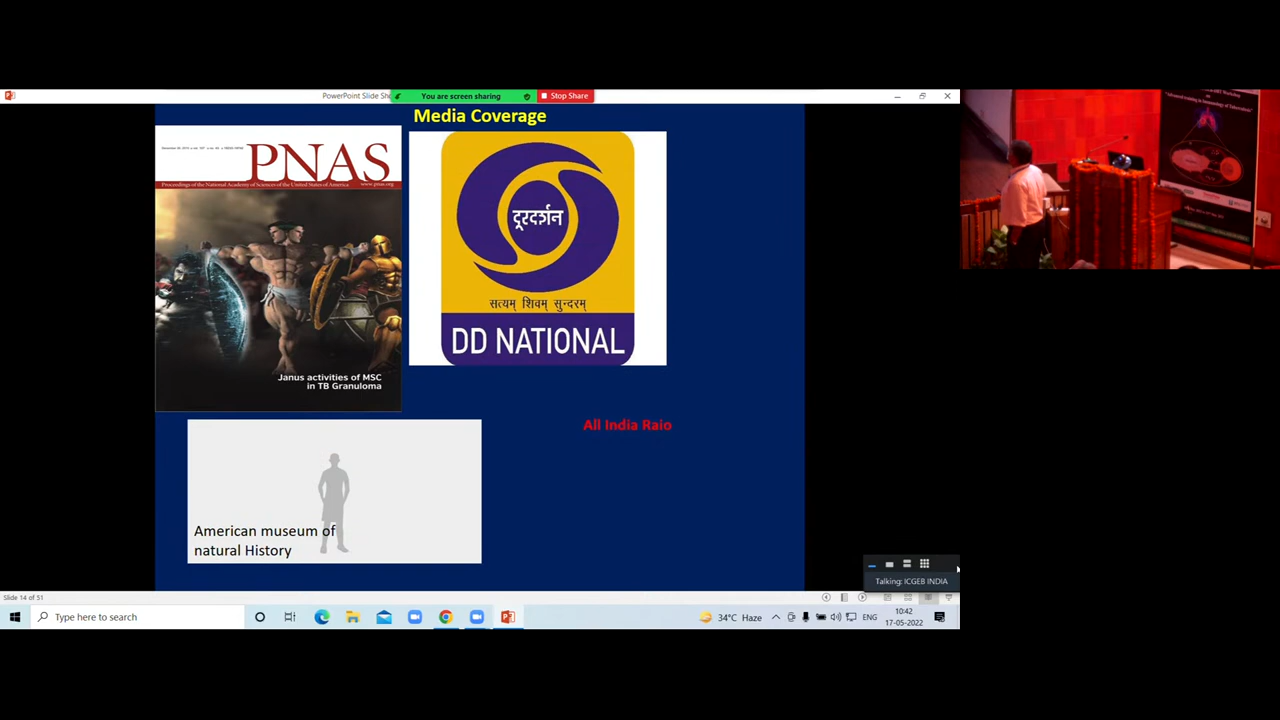 PowerPoint Slide Sh
You are screen sharing
Stop Share
Media Coverage
PNAS
Proceedings of the National Academy of Sciences of the United States of America
www.pnas.org
Janus activities of MSC
in TB Granuloma
दूरदर्शन
सत्यम् शिवम् सुन्दरम्
DD NATIONAL
All India Raio
American museum of
natural History
Talking: ICGEB INDIA
Slide 14 of 51
Type here to search
34°C Haze
ENG
10:42
17-05-2022